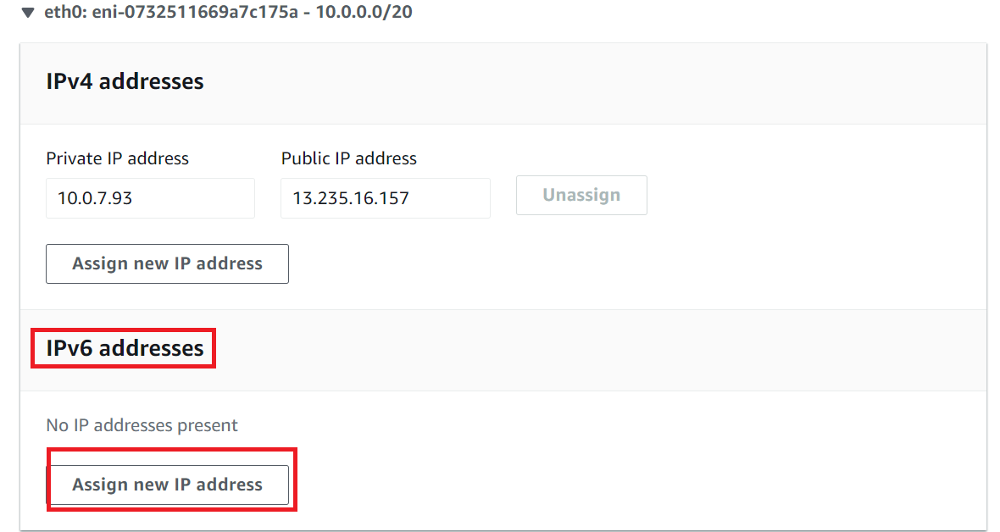 eth0: eni-0732511669a7c175a - 10.0.0.0/20
IPv4 addresses
Private IP address Public IP address
10.0.7.93 13.235.16.157 Unassign
Assign new IP address
IPv6 addresses
No IP addresses present
Assign new IP address